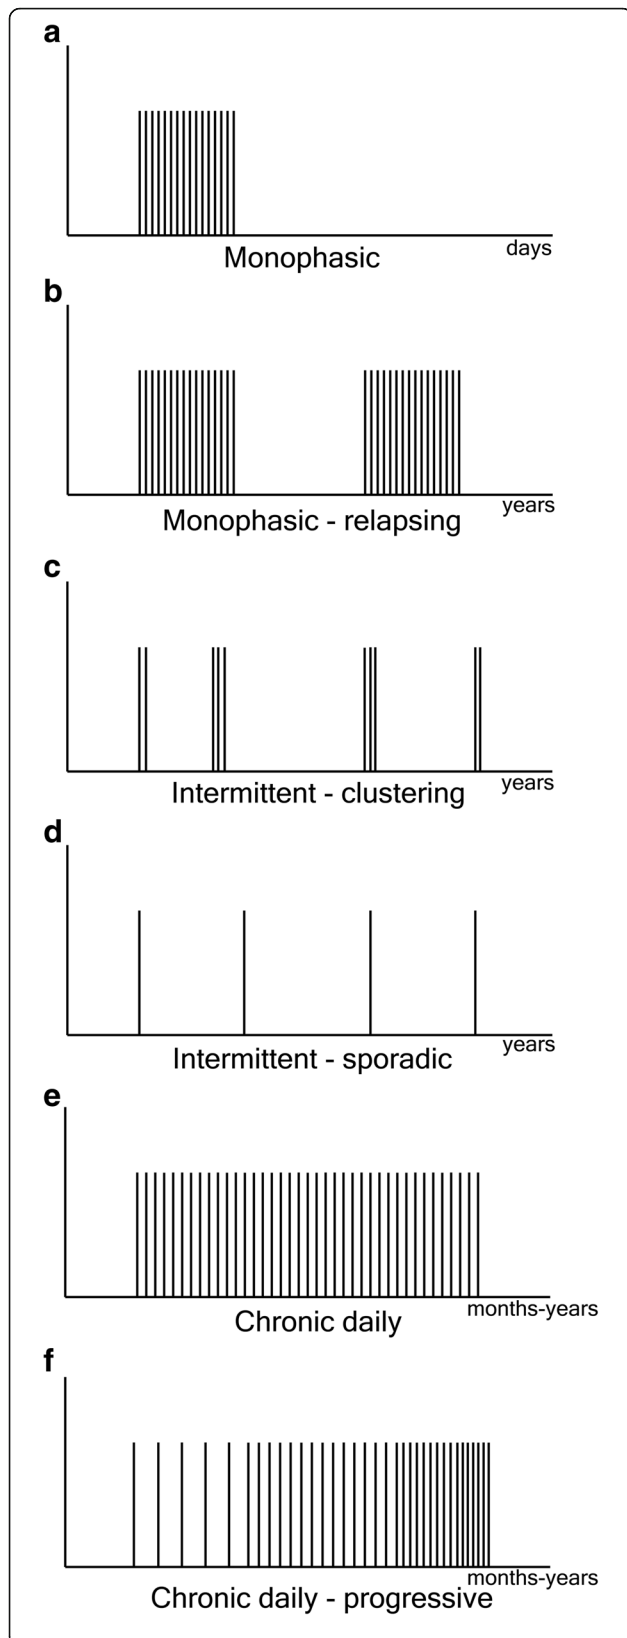 a
days
Monophasic
b
years
Monophasic - relapsing
c
years
Intermittent - clustering
d
years
Intermittent - sporadic
e
months-years
Chronic daily
f
months-years
Chronic daily - progressive